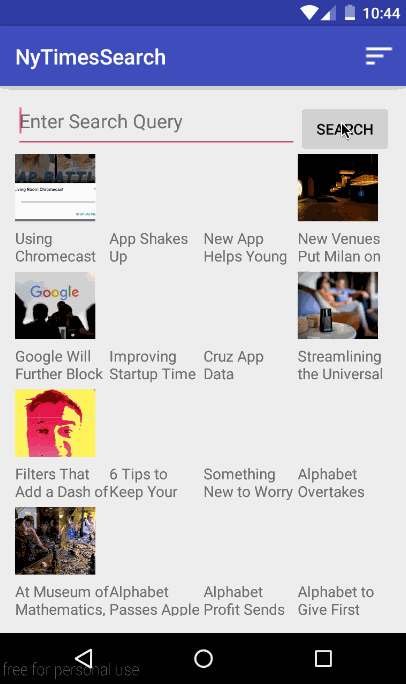 10:44
NyTimesSearch
Enter Search Query
SEARCH
Using
Chromecast
App Shakes
Up
New App
Helps Young
New Venues
Put Milan on
Google
Google Will
Further Block
Improving
Startup Time
Cruz App
Data
Streamlining
the Universal
Filters That
Add a Dash of
6 Tips to
Keep Your
Something
New to Worry
Alphabet
Overtakes
At Museum of
Mathematics,
Alphabet
Passes Apple
Alphabet
Profit Sends
Alphabet to
Give First
free for personal use